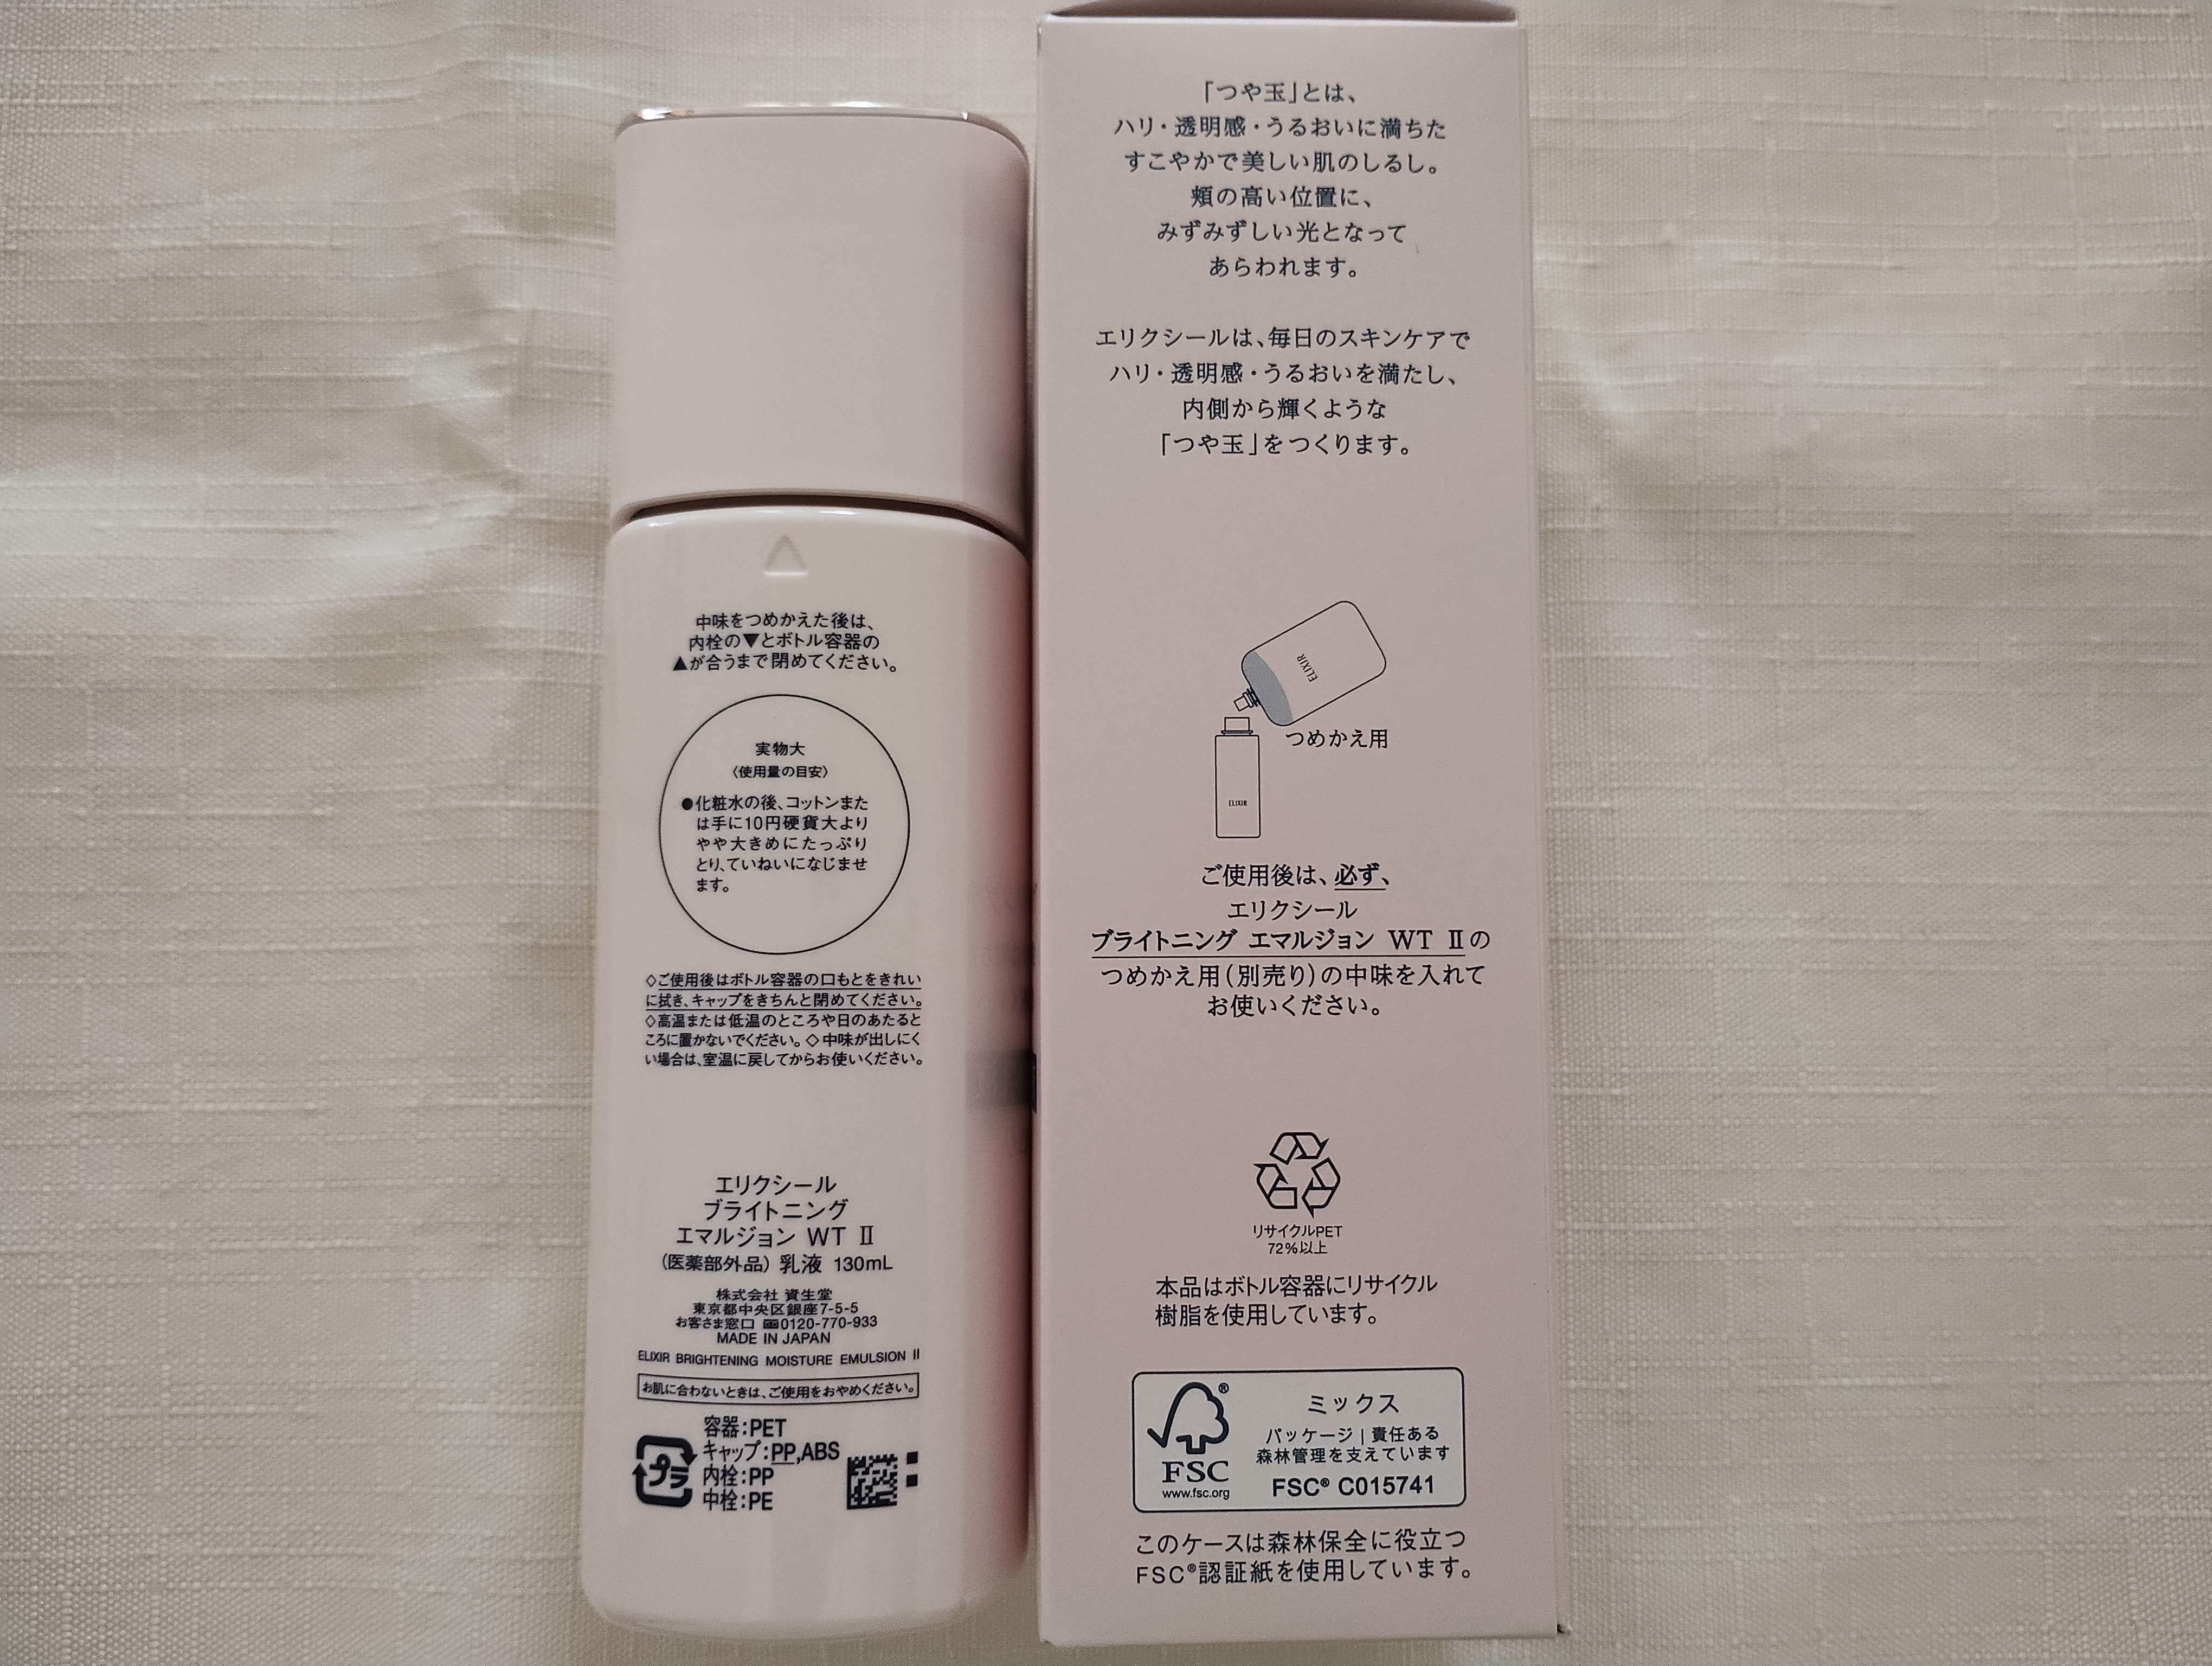 中味をつめかえた後は、
内栓の▼とボトル容器の
▲が合うまで閉めてください。
実物大
〈使用量の目安〉
●化粧水の後、コットンまた
は手に10円硬貨大より
やや大きめにたっぷり
とり、ていねいになじませ
ます。
◇ご使用後はボトル容器の口もとをきれい
に拭き、キャップをきちんと閉めてください。
◇高温または低温のところや日のあたると
ころに置かないでください。◇中味が出しにく
い場合は、室温に戻してからお使いください。
エリクシール
ブライトニング
エマルジョン WT Ⅱ
(医薬部外品) 乳液 130mL
株式会社 資生堂
東京都中央区銀座7-5-5
お客さま窓口 0120-770-933
MADE IN JAPAN
ELIXIR BRIGHTENING MOISTURE EMULSION Ⅱ
お肌に合わないときは、ご使用をおやめください。
プラ
容器:PET
キャップ:PP,ABS
内栓:PP
中栓:PE
「つや玉」とは、
ハリ・透明感・うるおいに満ちた
すこやかで美しい肌のしるし。
頬の高い位置に、
みずみずしい光となって
あらわれます。
エリクシールは、毎日のスキンケアで
ハリ・透明感・うるおいを満たし、
内側から輝くような
「つや玉」をつくります。
ELIXIR
つめかえ用
ELIXIR
ご使用後は、必ず、
エリクシール
ブライトニング エマルジョン WT Ⅱの
つめかえ用(別売り)の中味を入れて
お使いください。
リサイクルPET
72%以上
本品はボトル容器にリサイクル
樹脂を使用しています。
®
FSC
www.fsc.org
ミックス
パッケージ | 責任ある
森林管理を支えています
FSC® C015741
このケースは森林保全に役立つ
FSC®認証紙を使用しています。